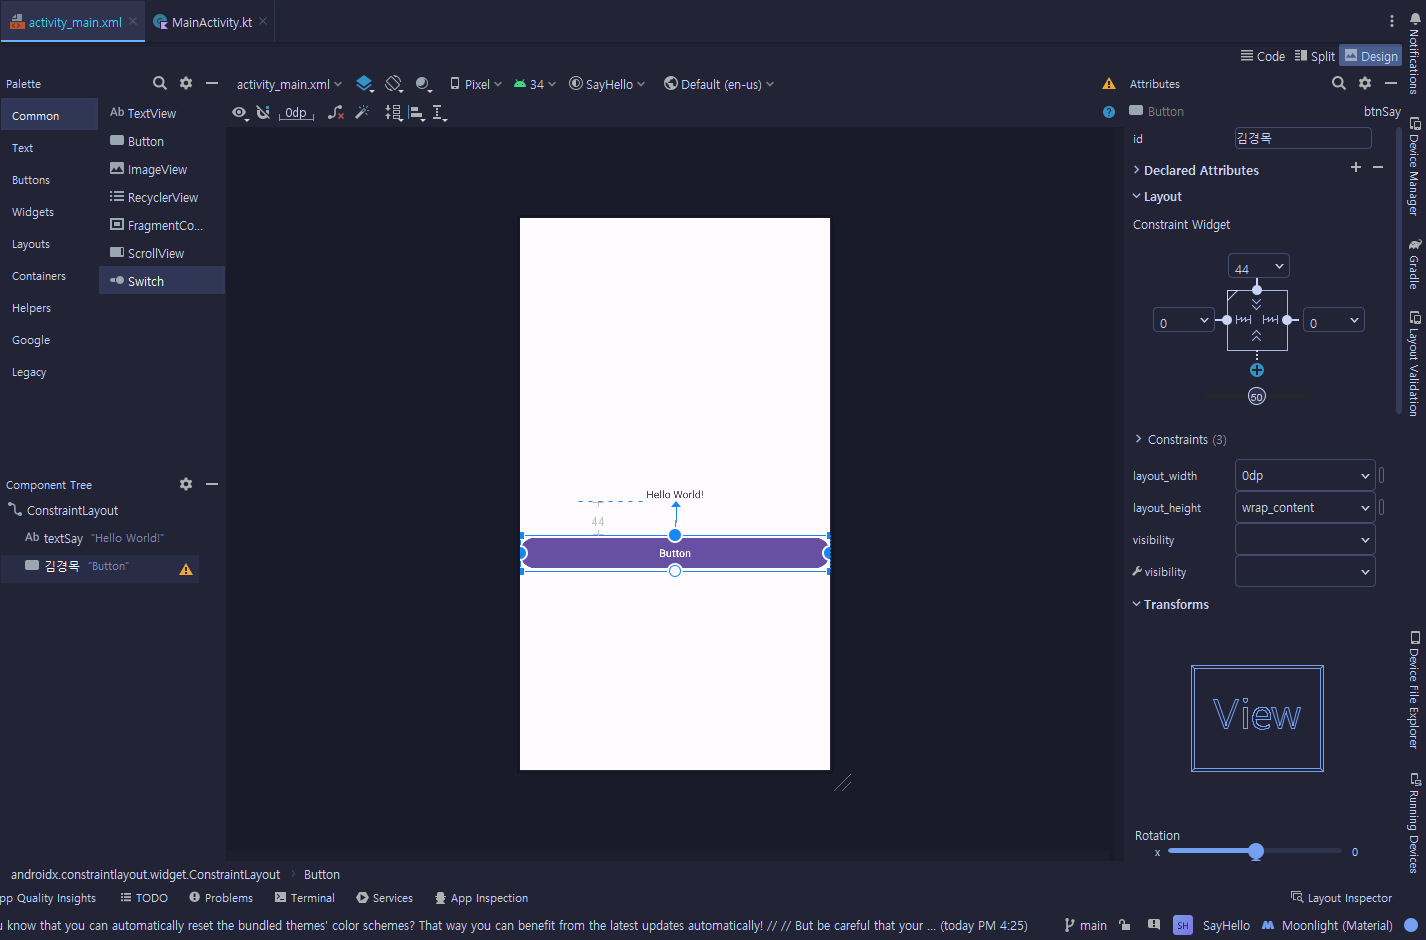 activity_main.xml
MainActivity.kt
Code
Split
Design
Notifications
Palette
activity_main.xml
Pixel
34
SayHello
Default (en-us)
Attributes
0dp
Common
Text
Buttons
Widgets
Layouts
Containers
Helpers
Google
Legacy
Ab TextView
Button
ImageView
RecyclerView
FragmentCo...
ScrollView
Switch
Component Tree
ConstraintLayout
Ab textSay "Hello World!"
김경목 "Button"
Hello World!
44
Button
Button
btnSay
id
김경목
Declared Attributes
Layout
Constraint Widget
44
0
0
50
Constraints (3)
layout_width
0dp
layout_height
wrap_content
visibility
visibility
Transforms
View
Rotation
x
0
Device Manager
Gradle
Layout Validation
Device File Explorer
Running Devices
androidx.constraintlayout.widget.ConstraintLayout
Button
pp Quality Insights
TODO
Problems
Terminal
Services
App Inspection
Layout Inspector
u know that you can automatically reset the bundled themes' color schemes? That way you can benefit from the latest updates automatically! // // But be careful that your ... (today PM 4:25)
main
SH
SayHello
Moonlight (Material)